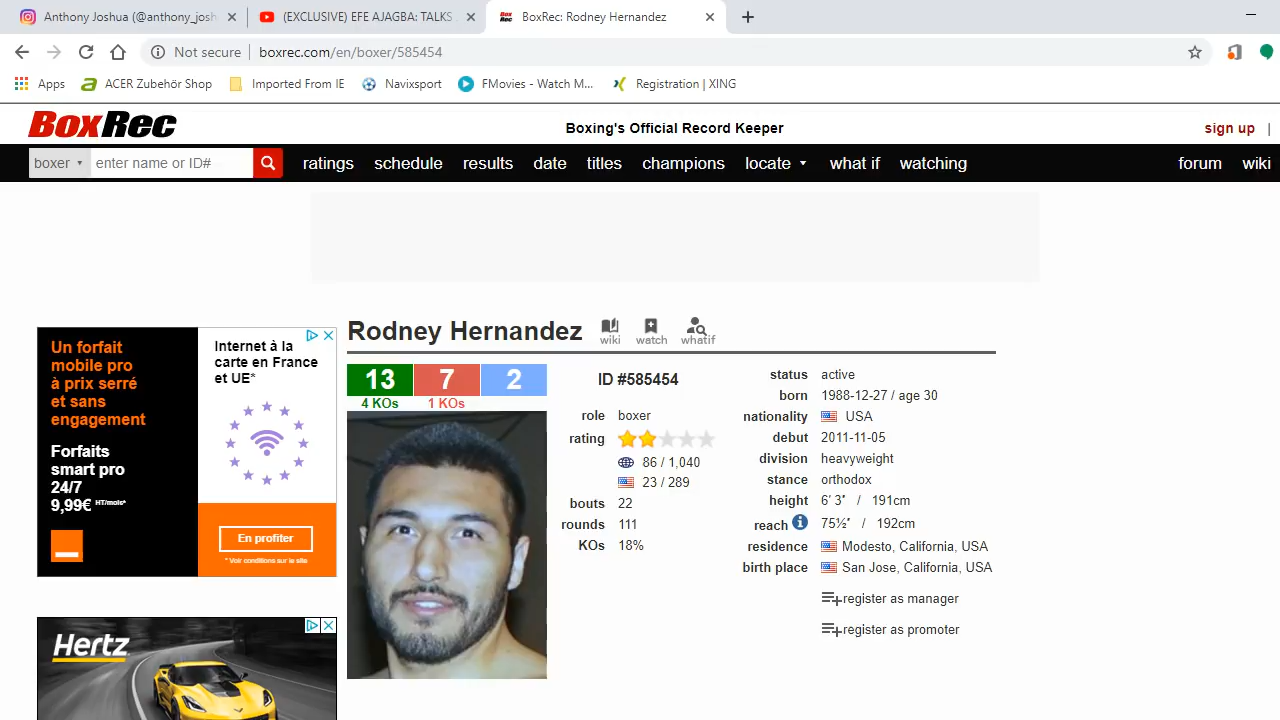 Anthony Joshua (@anthony_josh
(EXCLUSIVE) EFE AJAGBA: TALKS
BoxRec: Rodney Hernandez
Not secure
boxrec.com/en/boxer/585454
Apps
ACER Zubehör Shop
Imported From IE
Navixsport
FMovies - Watch M...
Registration | XING
BoxRec
Boxing's Official Record Keeper
sign up |
boxer
enter name or ID#
ratings schedule results date titles champions locate what if watching forum wiki
Un forfait
mobile pro
à prix serré
et sans
engagement
Forfaits
smart pro
24/7
9,99€ HT/mois*
Internet à la
carte en France
et UE*
En profiter
* Voir conditions sur le site
Hertz
Rodney Hernandez
wiki watch whatif
13 7 2
4 KOs 1 KOs
ID #585454
role boxer
rating
86 / 1,040
23 / 289
bouts 22
rounds 111
KOs 18%
status active
born 1988-12-27 / age 30
nationality USA
debut 2011-11-05
division heavyweight
stance orthodox
height 6′ 3″ / 191cm
reach 75½″ / 192cm
residence Modesto, California, USA
birth place San Jose, California, USA
register as manager
register as promoter